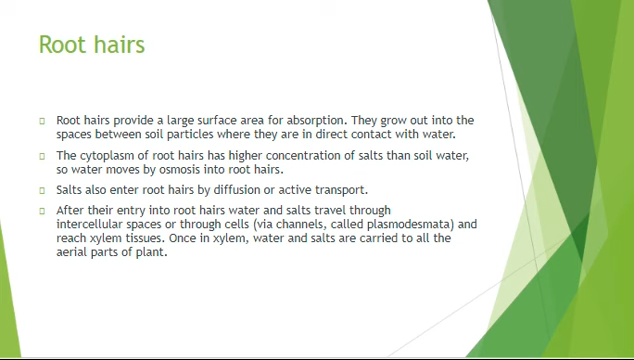 Root hairs
Root hairs provide a large surface area for absorption. They grow out into the
spaces between soil particles where they are in direct contact with water.
The cytoplasm of root hairs has higher concentration of salts than soil water,
so water moves by osmosis into root hairs.
Salts also enter root hairs by diffusion or active transport.
After their entry into root hairs water and salts travel through
intercellular spaces or through cells (via channels, called plasmodesmata) and
reach xylem tissues. Once in xylem, water and salts are carried to all the
aerial parts of plant.